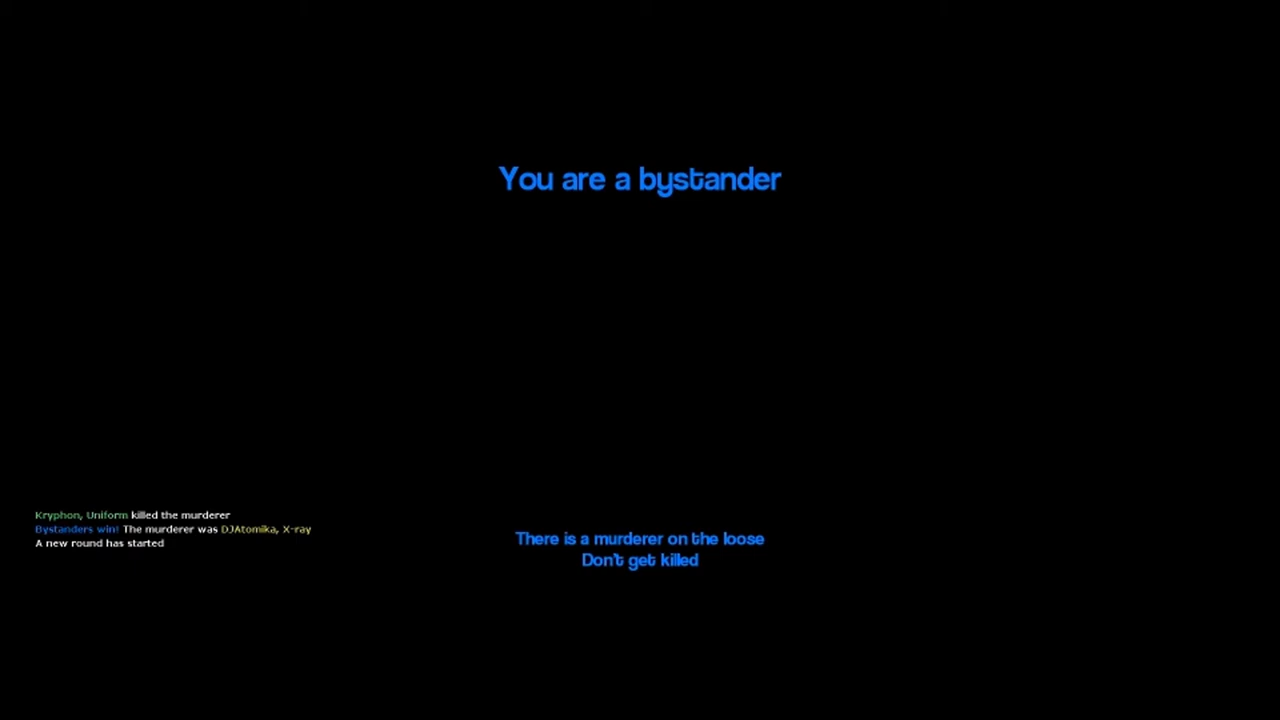 You are a bystander
Kryphon, Uniform killed the murderer
Bystanders win! The murderer was DJAtomika, X-ray
A new round has started
There is a murderer on the loose
Don't get killed